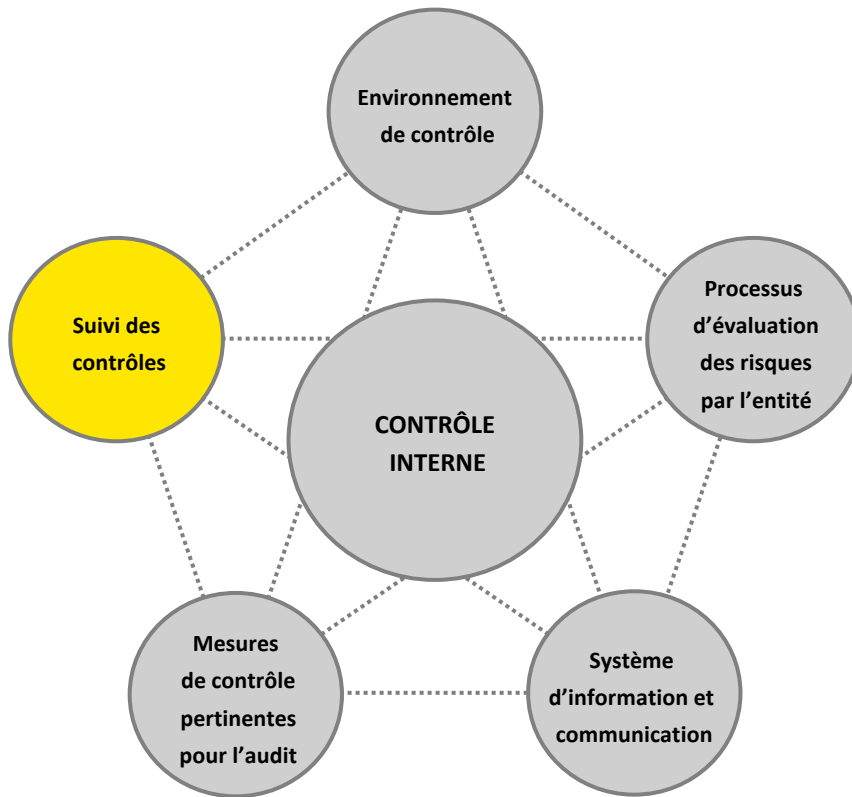 Environnement
de contrôle
Suivi des
contrôles
Processus
d’évaluation
des risques
par l’entité
CONTRÔLE
INTERNE
Mesures
de contrôle
pertinentes
pour l’audit
Système
d’information et
communication